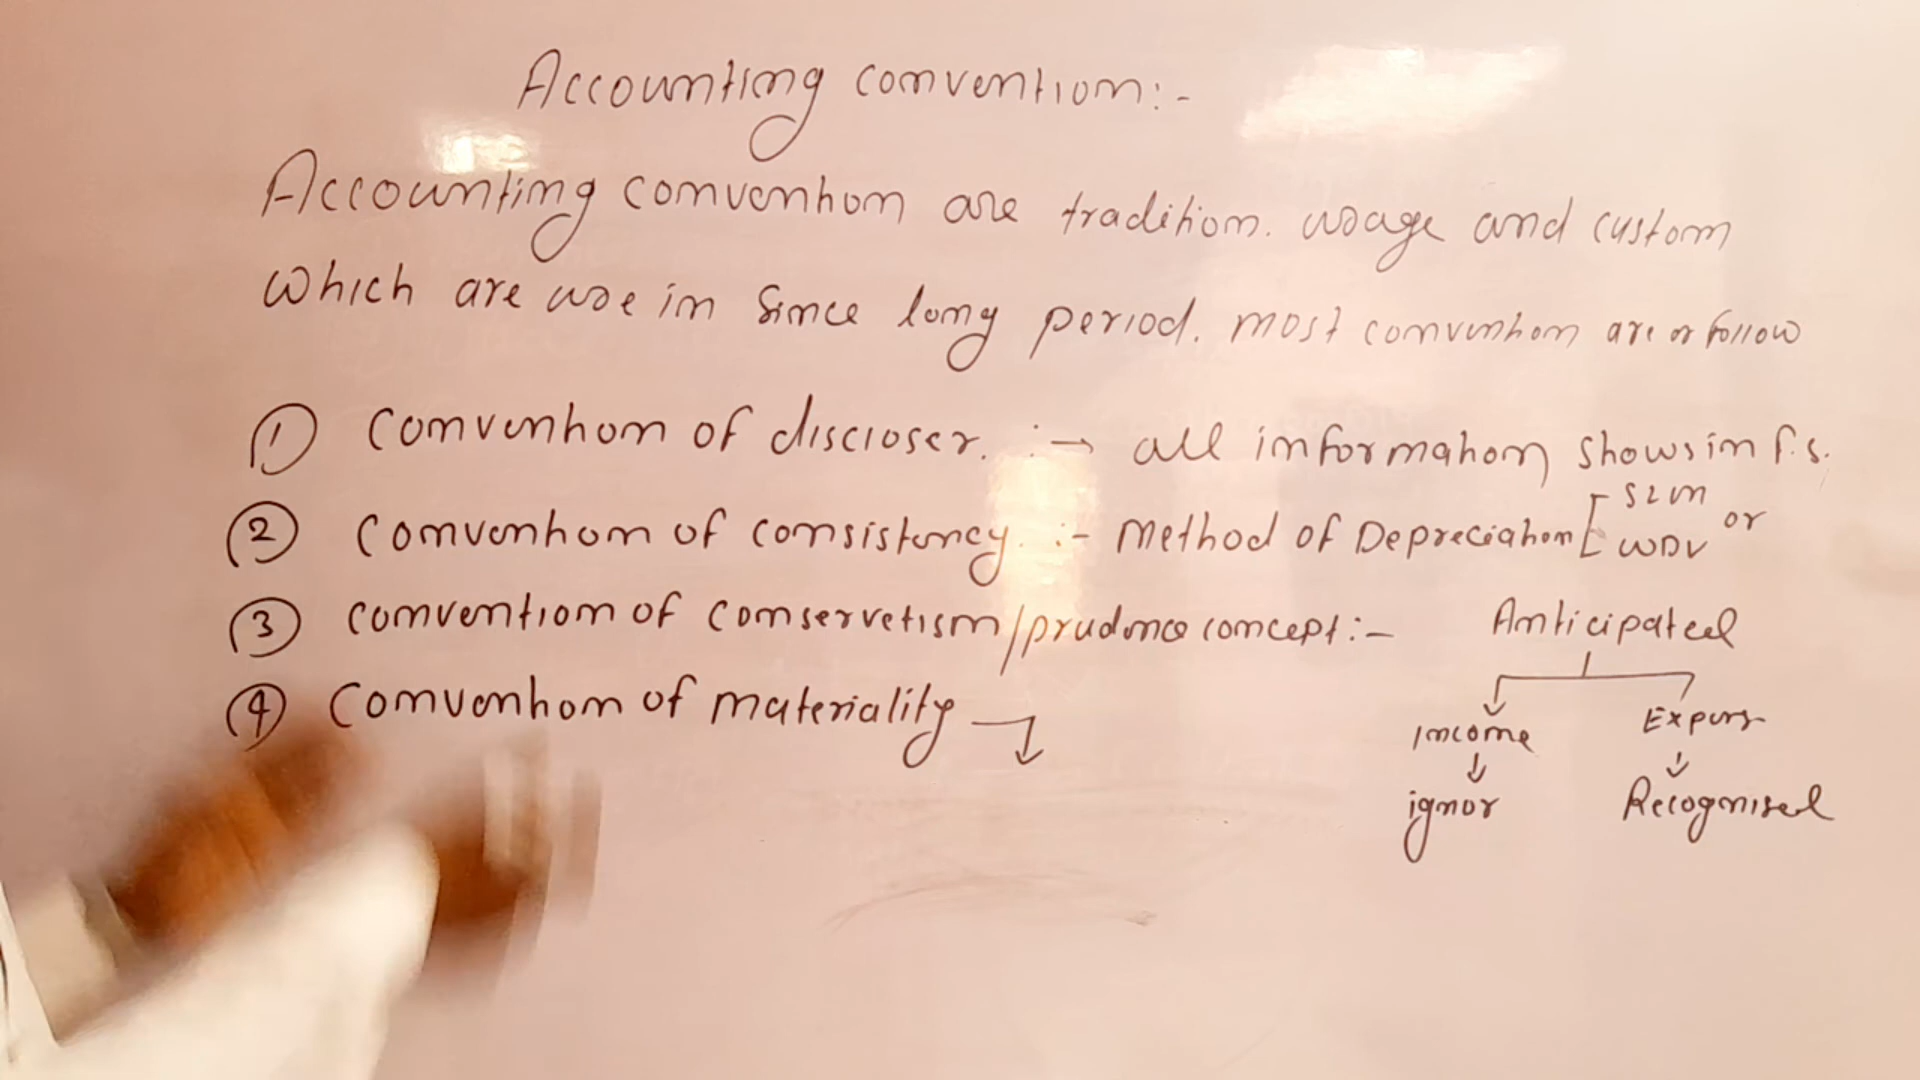 Accounting convention:-
Accounting convention are tradition. usage and custom
which are use in since long period. most convention are as follow
① convention of discloser. :→ all information shows in f.s.
② convention of consistency :- Method of Depreciation [ SLM or WDV
③ convention of conservetism/prudence concept:- Anticipated
④ convention of materiality
Income Expens
ignor Recognised